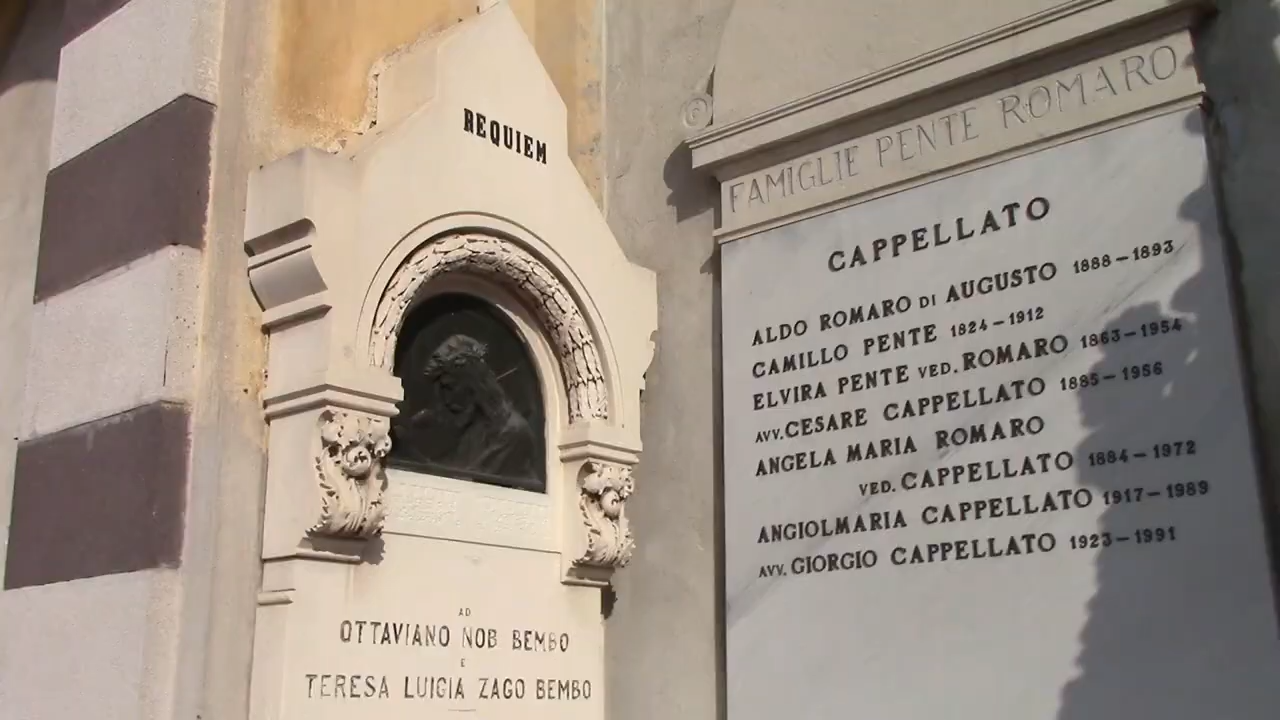 REQUIEM
AD
OTTAVIANO NOB BEMBO
E
TERESA LUIGIA ZAGO BEMBO
FAMIGLIE PENTE ROMARO
CAPPELLATO
ALDO ROMARO DI AUGUSTO 1888-1893
CAMILLO PENTE 1824-1912
ELVIRA PENTE VED. ROMARO 1863-1954
AVV. CESARE CAPPELLATO 1885-1956
ANGELA MARIA ROMARO
VED. CAPPELLATO 1884-1972
ANGIOLMARIA CAPPELLATO 1917-1989
AVV. GIORGIO CAPPELLATO 1923-1991